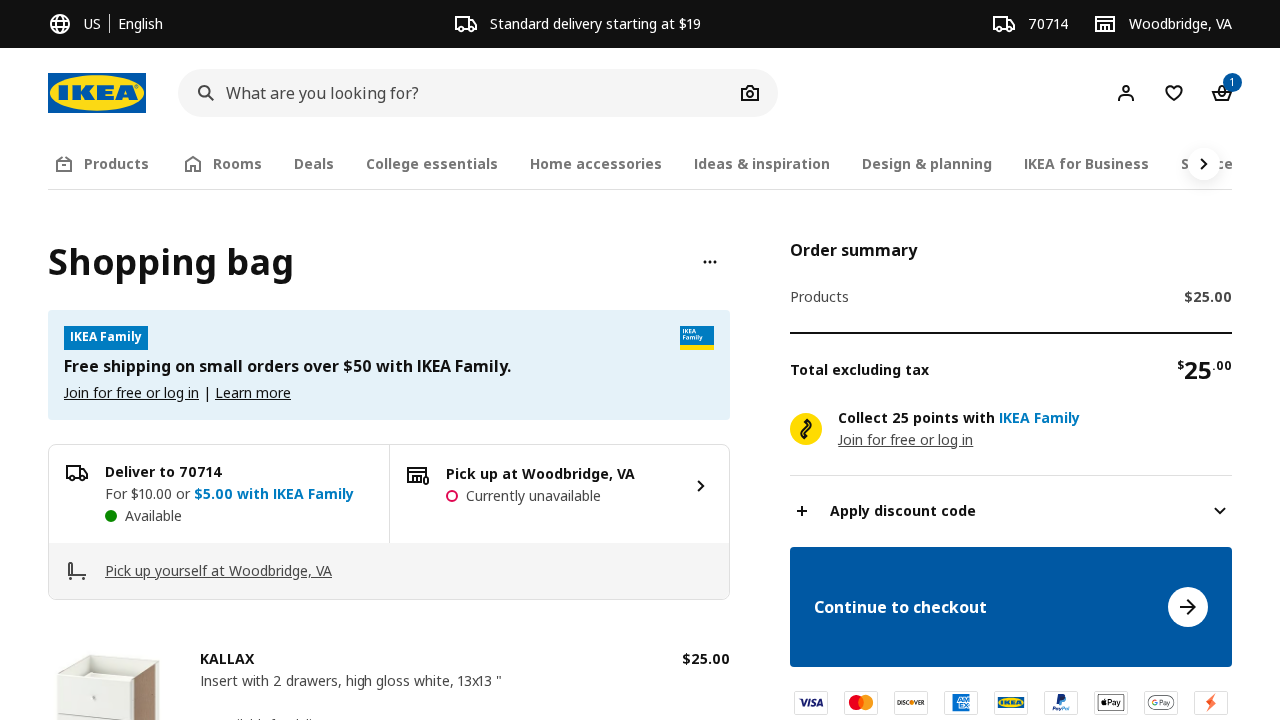 US | English
Standard delivery starting at $19
70714
Woodbridge, VA
IKEA
What are you looking for?
1
Products
Rooms
Deals
College essentials
Home accessories
Ideas & inspiration
Design & planning
IKEA for Business
Shopping bag
IKEA Family
IKEA
Family
Free shipping on small orders over $50 with IKEA Family.
Join for free or log in | Learn more
Deliver to 70714
For $10.00 or $5.00 with IKEA Family
Available
Pick up at Woodbridge, VA
Currently unavailable
Pick up yourself at Woodbridge, VA
KALLAX
$25.00
Insert with 2 drawers, high gloss white, 13x13 "
Order summary
Products
$25.00
Total excluding tax
$25.00
Collect 25 points with IKEA Family
Join for free or log in
Apply discount code
Continue to checkout
VISA
DISCOVER
AM
EX
IKEA
PayPal
Pay
G Pay